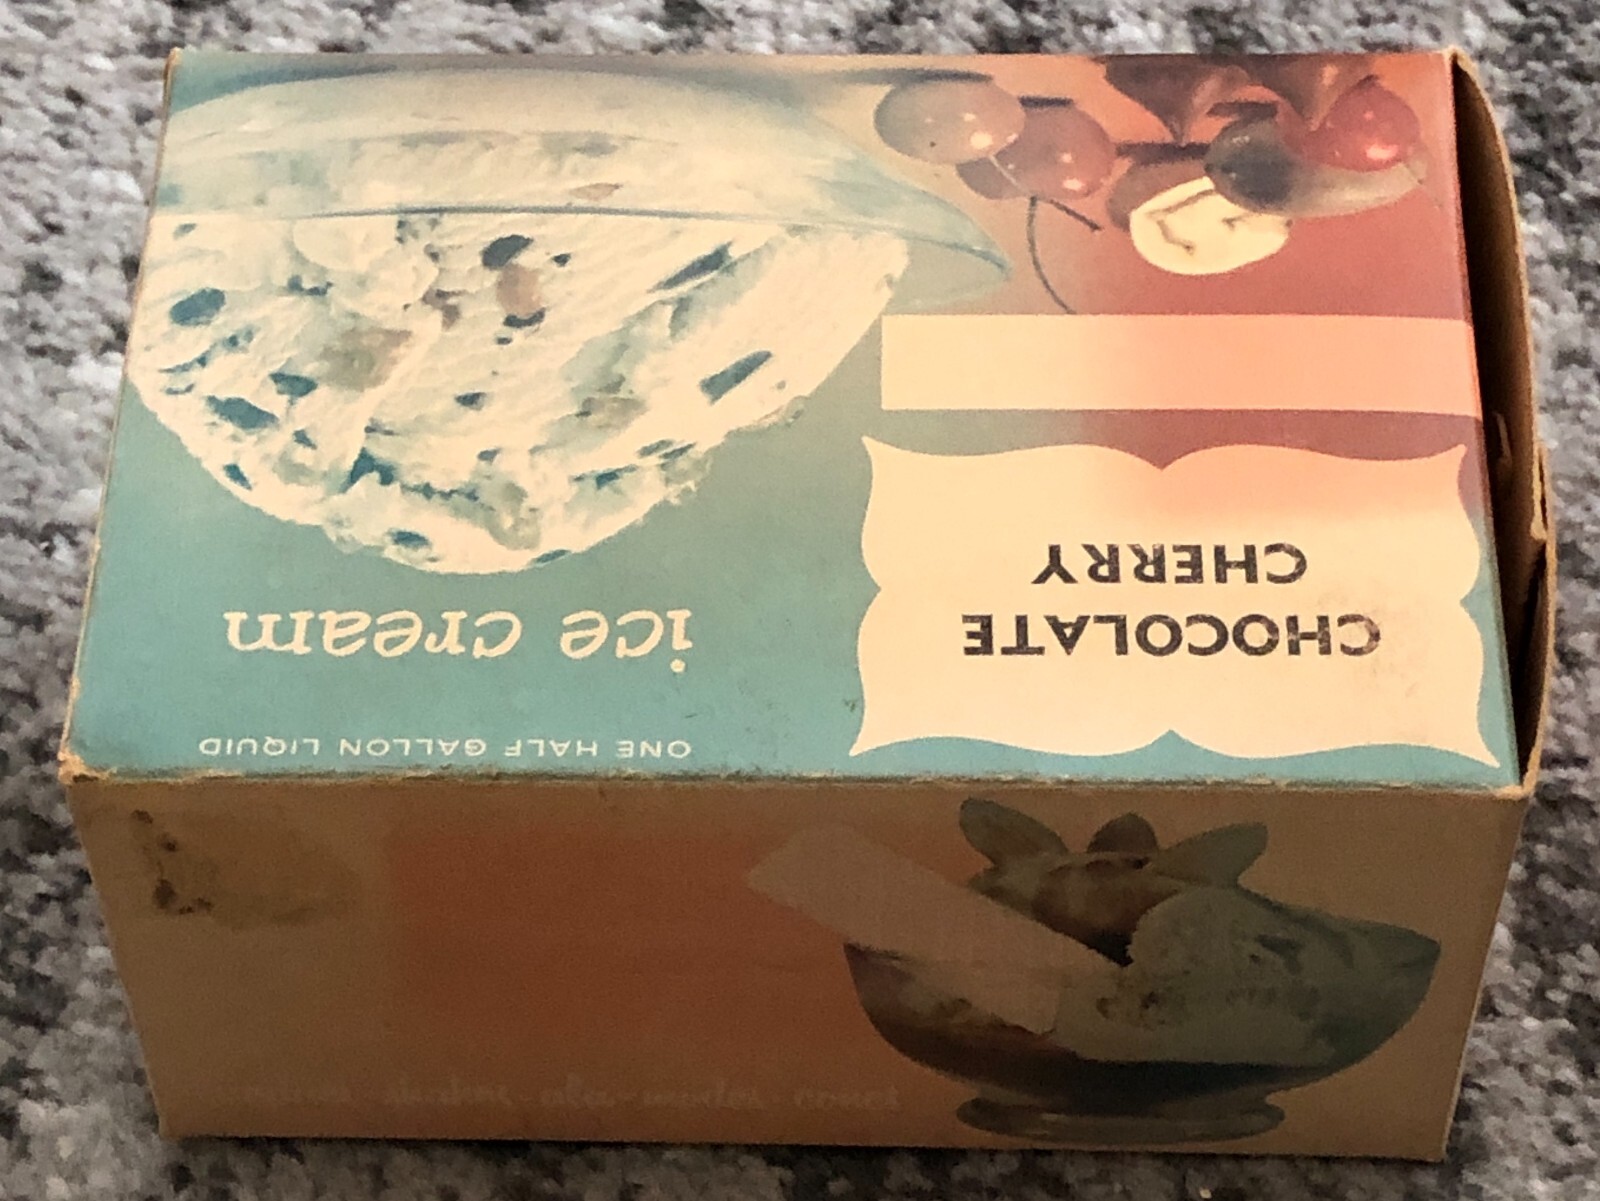 ONE HALF GALLON LIQUID
ice cream
CHOCOLATE
CHERRY